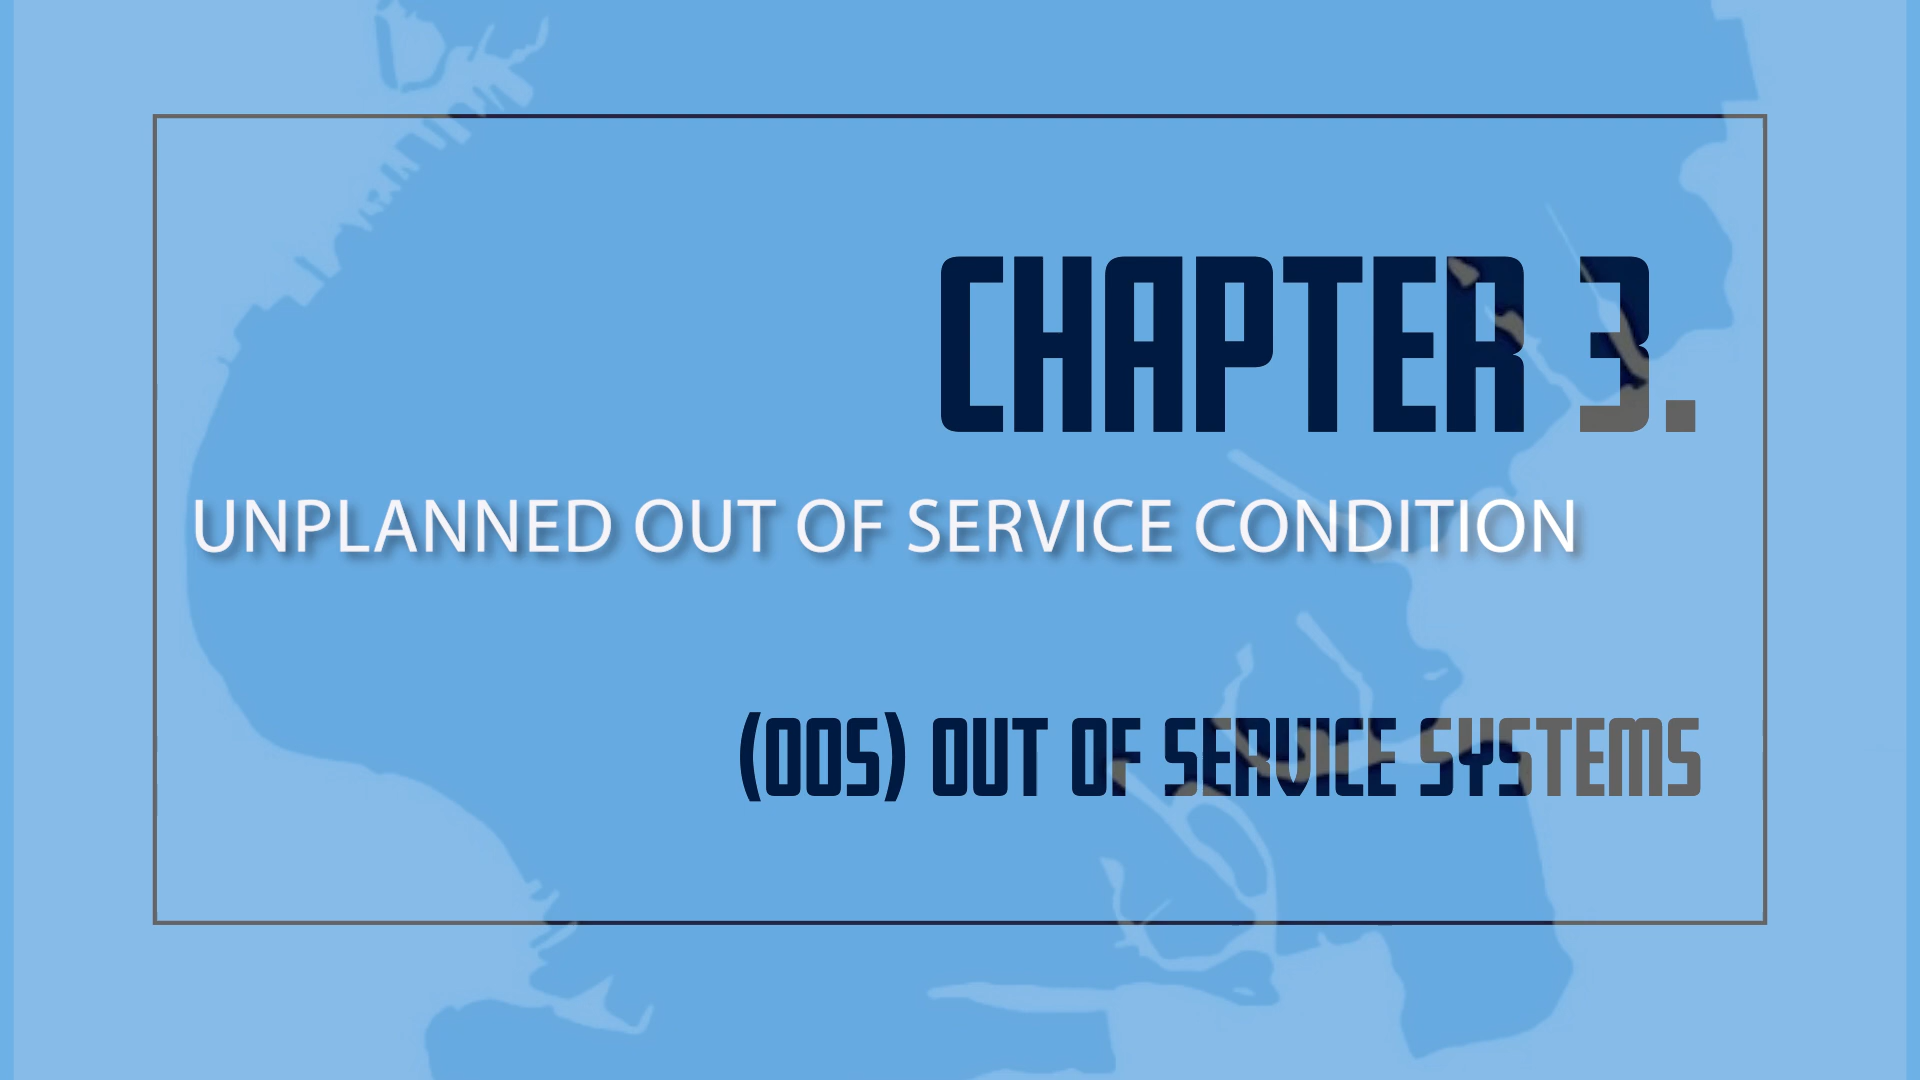 CHAPTER 3.
UNPLANNED OUT OF SERVICE CONDITION
(OOS) OUT OF SERVICE SYSTEMS